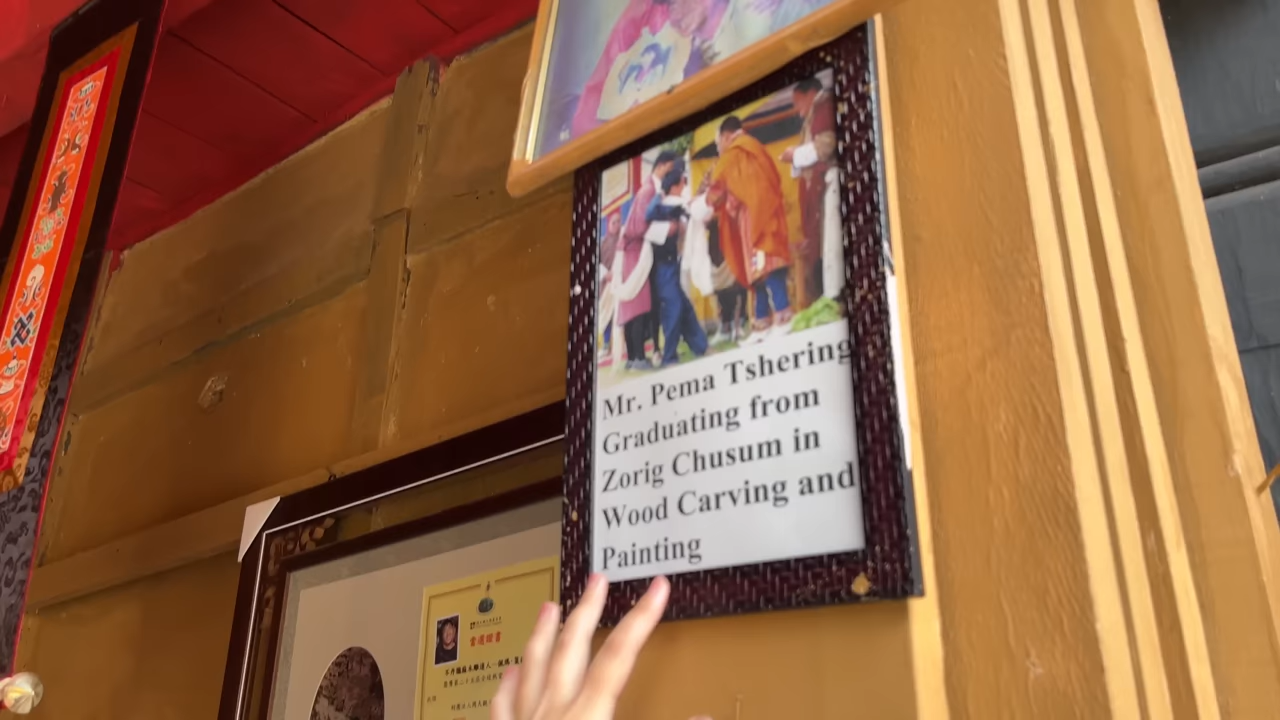 Mr. Pema Tshering
Graduating from
Zorig Chusum in
Wood Carving and
Painting